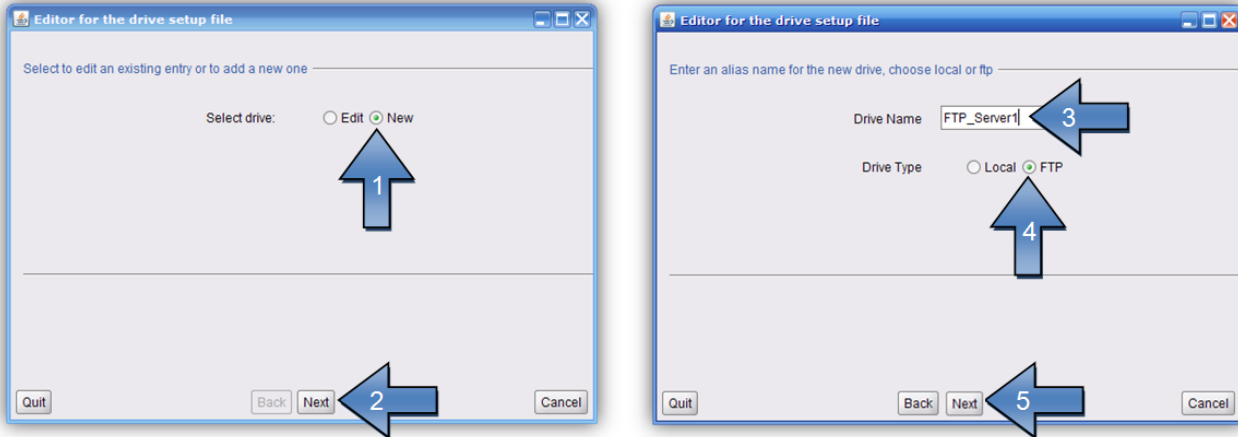 Editor for the drive setup file
Select to edit an existing entry or to add a new one
Select drive: Edit New
1
Quit Back Next 2 Cancel
Editor for the drive setup file
Enter an alias name for the new drive, choose local or ftp
Drive Name FTP_Server1 3
Drive Type Local FTP
4
Quit Back Next 5 Cancel